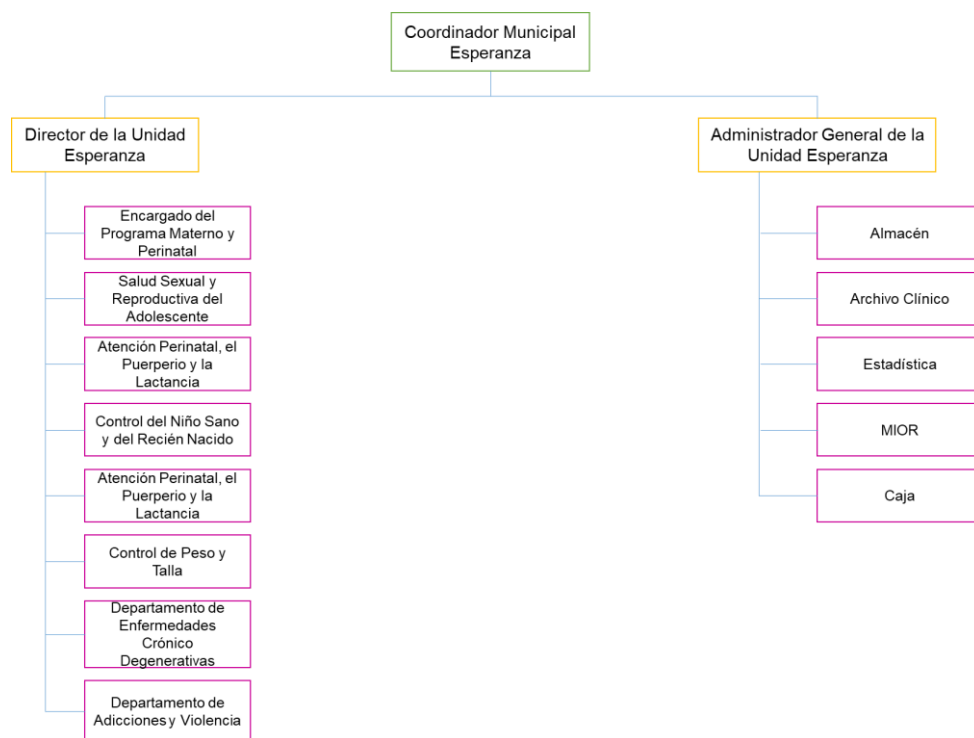 Coordinador Municipal
Esperanza
Director de la Unidad
Esperanza
Administrador General de la
Unidad Esperanza
Encargado del
Programa Materno y
Perinatal
Salud Sexual y
Reproductiva del
Adolescente
Atención Perinatal, el
Puerperio y la
Lactancia
Control del Niño Sano
y del Recién Nacido
Atención Perinatal, el
Puerperio y la
Lactancia
Control de Peso y
Talla
Departamento de
Enfermedades
Crónico
Degenerativas
Departamento de
Adicciones y Violencia
Almacén
Archivo Clínico
Estadística
MIOR
Caja